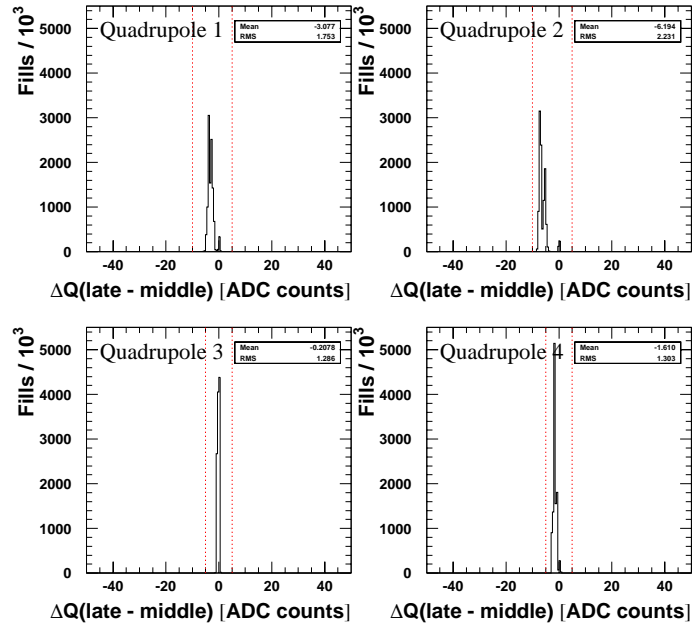 Quadrupole 1
Mean -3.077
RMS 1.753
Fills / 10³
5000
4000
3000
2000
1000
0
-40 -20 0 20 40
ΔQ(late - middle) [ADC counts]
Quadrupole 2
Mean -6.194
RMS 2.231
Fills / 10³
5000
4000
3000
2000
1000
0
-40 -20 0 20 40
ΔQ(late - middle) [ADC counts]
Quadrupole 3
Mean -0.2078
RMS 1.286
Fills / 10³
5000
4000
3000
2000
1000
0
-40 -20 0 20 40
ΔQ(late - middle) [ADC counts]
Quadrupole 4
Mean -1.610
RMS 1.303
Fills / 10³
5000
4000
3000
2000
1000
0
-40 -20 0 20 40
ΔQ(late - middle) [ADC counts]